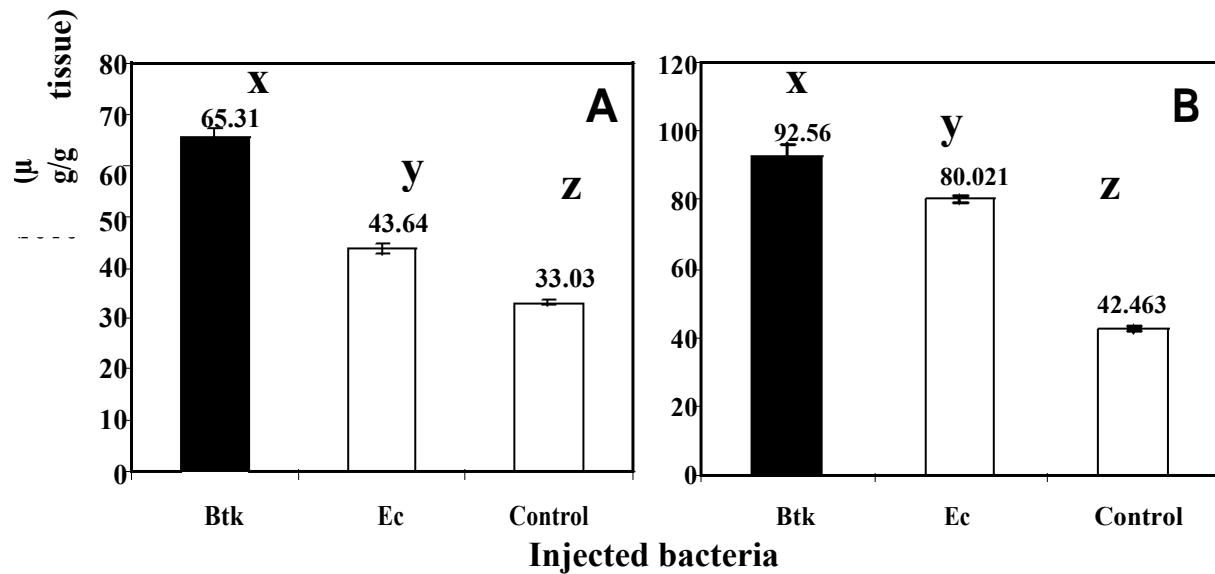 (μ g/g tissue)
A
80
70
60
50
40
30
20
10
0
x
65.31
y
43.64
z
33.03
Btk Ec Control
B
120
100
80
60
40
20
0
x
92.56
y
80.021
z
42.463
Btk Ec Control
Injected bacteria